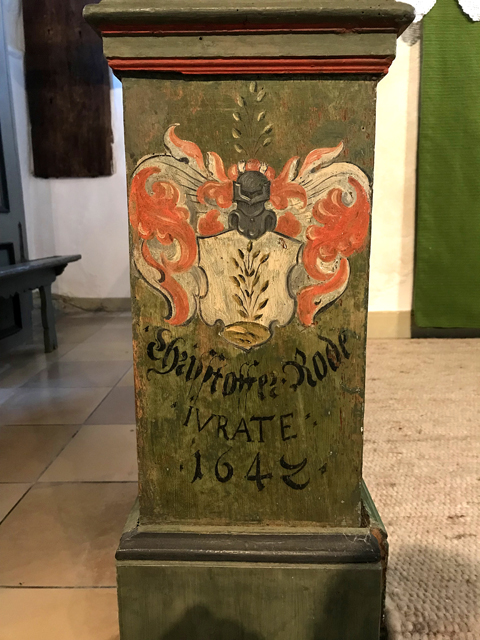 Christoffer · Rode
· IVRATE ·
· 1642 ·